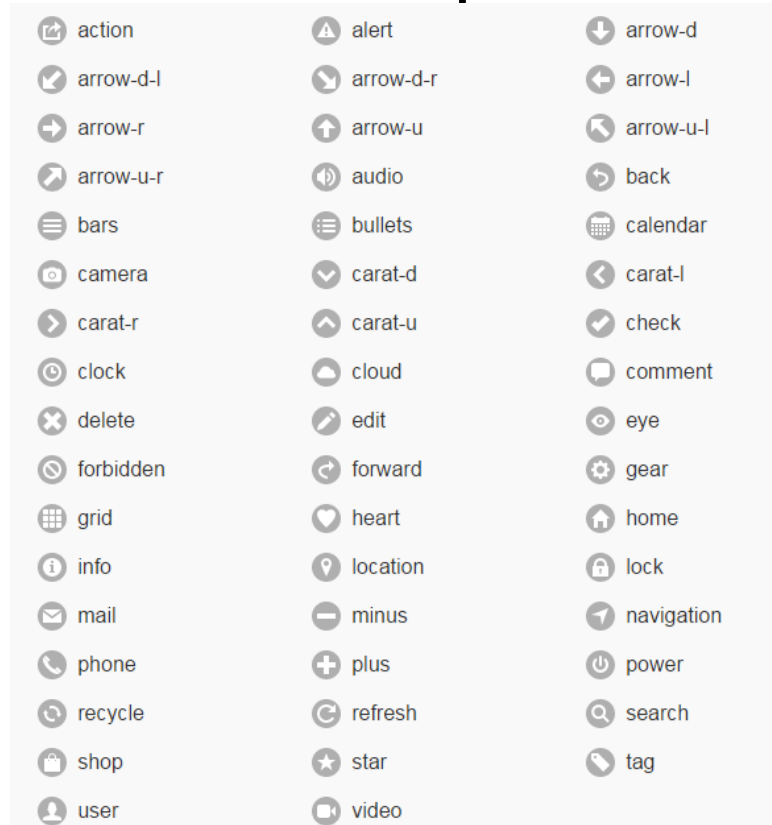 action alert arrow-d
arrow-d-l arrow-d-r arrow-l
arrow-r arrow-u arrow-u-l
arrow-u-r audio back
bars bullets calendar
camera carat-d carat-l
carat-r carat-u check
clock cloud comment
delete edit eye
forbidden forward gear
grid heart home
info location lock
mail minus navigation
phone plus power
recycle refresh search
shop star tag
user video